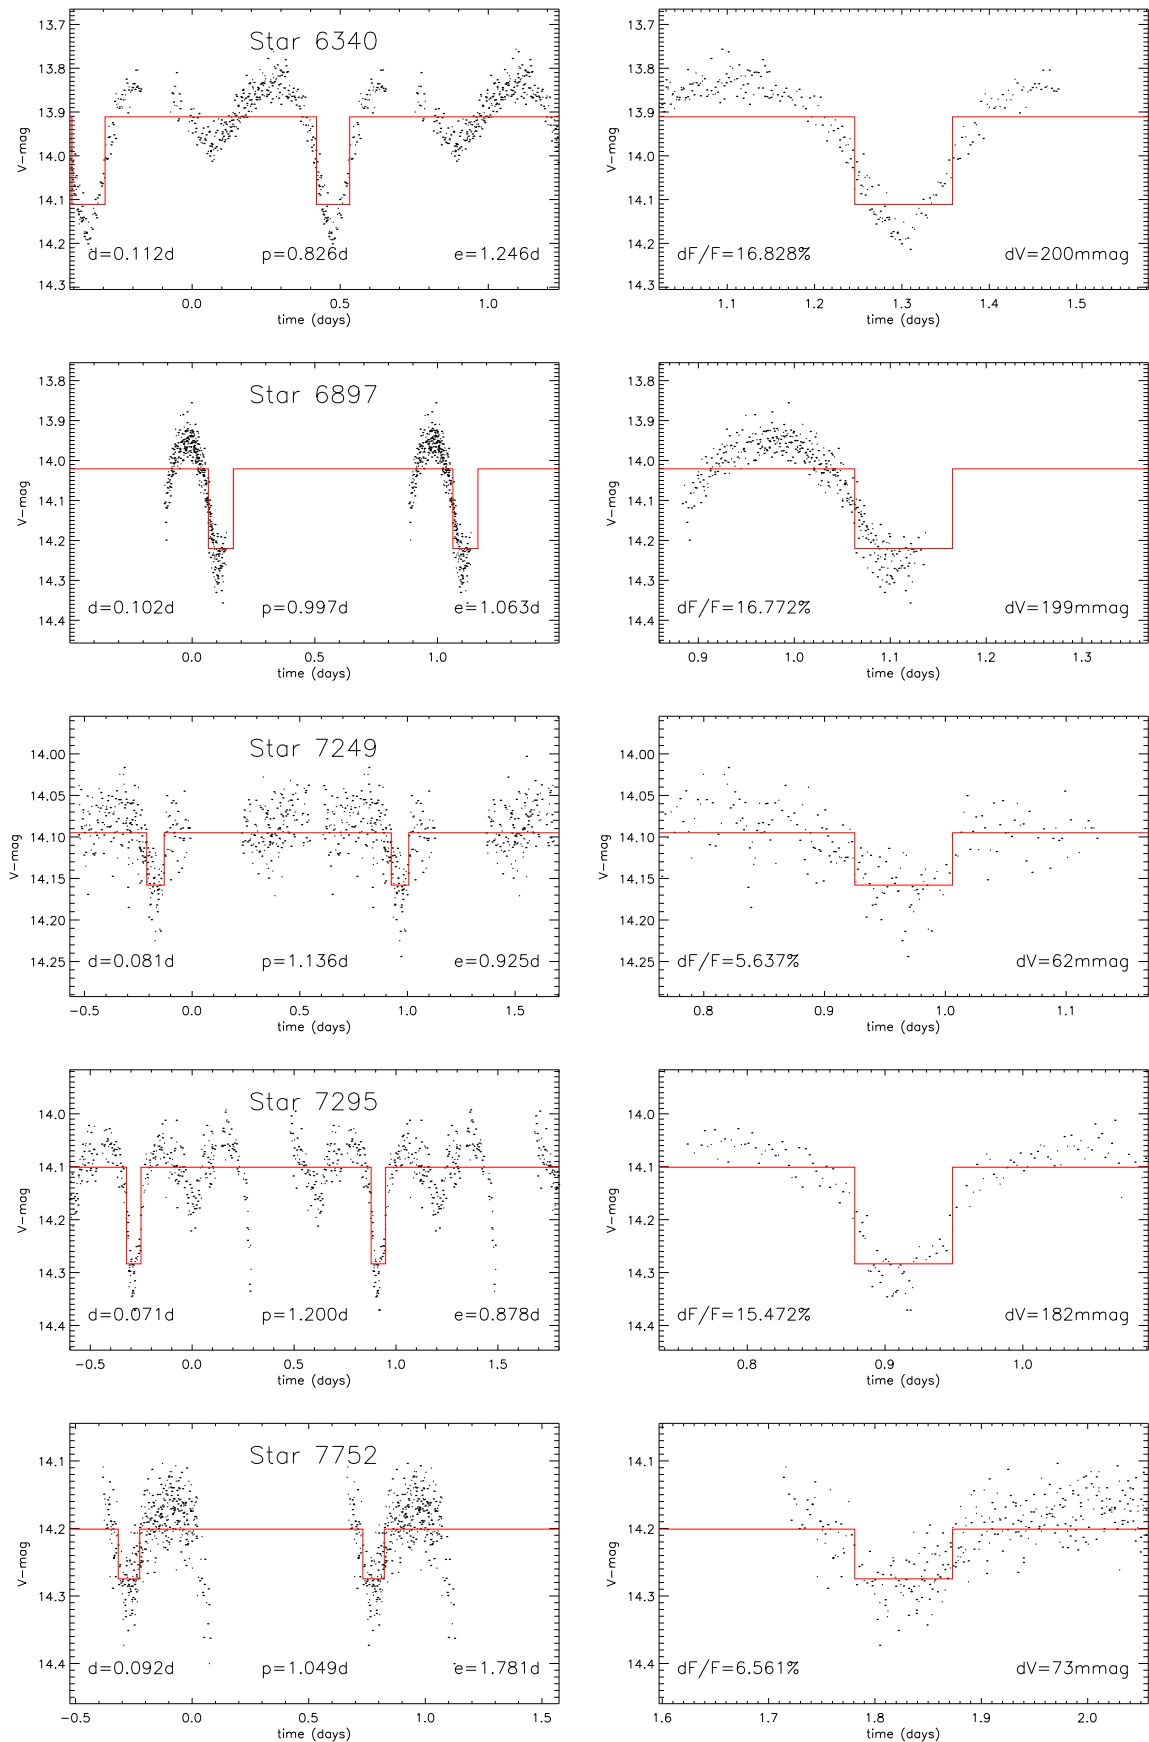 Star 6340
13.7
13.8
13.9
14.0
14.1
14.2
14.3
V-mag
d=0.112d p=0.826d e=1.246d
0.0 0.5 1.0
time (days)
dF/F=16.828% dV=200mmag
13.7
13.8
13.9
14.0
14.1
14.2
14.3
V-mag
1.1 1.2 1.3 1.4 1.5
time (days)
Star 6897
13.8
13.9
14.0
14.1
14.2
14.3
14.4
V-mag
d=0.102d p=0.997d e=1.063d
0.0 0.5 1.0
time (days)
13.8
13.9
14.0
14.1
14.2
14.3
14.4
V-mag
dF/F=16.772% dV=199mmag
0.9 1.0 1.1 1.2 1.3
time (days)
Star 7249
14.00
14.05
14.10
14.15
14.20
14.25
V-mag
d=0.081d p=1.136d e=0.925d
-0.5 0.0 0.5 1.0 1.5
time (days)
14.00
14.05
14.10
14.15
14.20
14.25
V-mag
dF/F=5.637% dV=62mmag
0.8 0.9 1.0 1.1
time (days)
Star 7295
14.0
14.1
14.2
14.3
14.4
V-mag
d=0.071d p=1.200d e=0.878d
-0.5 0.0 0.5 1.0 1.5
time (days)
14.0
14.1
14.2
14.3
14.4
V-mag
dF/F=15.472% dV=182mmag
0.8 0.9 1.0
time (days)
Star 7752
14.1
14.2
14.3
14.4
V-mag
d=0.092d p=1.049d e=1.781d
-0.5 0.0 0.5 1.0 1.5
time (days)
14.1
14.2
14.3
14.4
V-mag
dF/F=6.561% dV=73mmag
1.6 1.7 1.8 1.9 2.0
time (days)